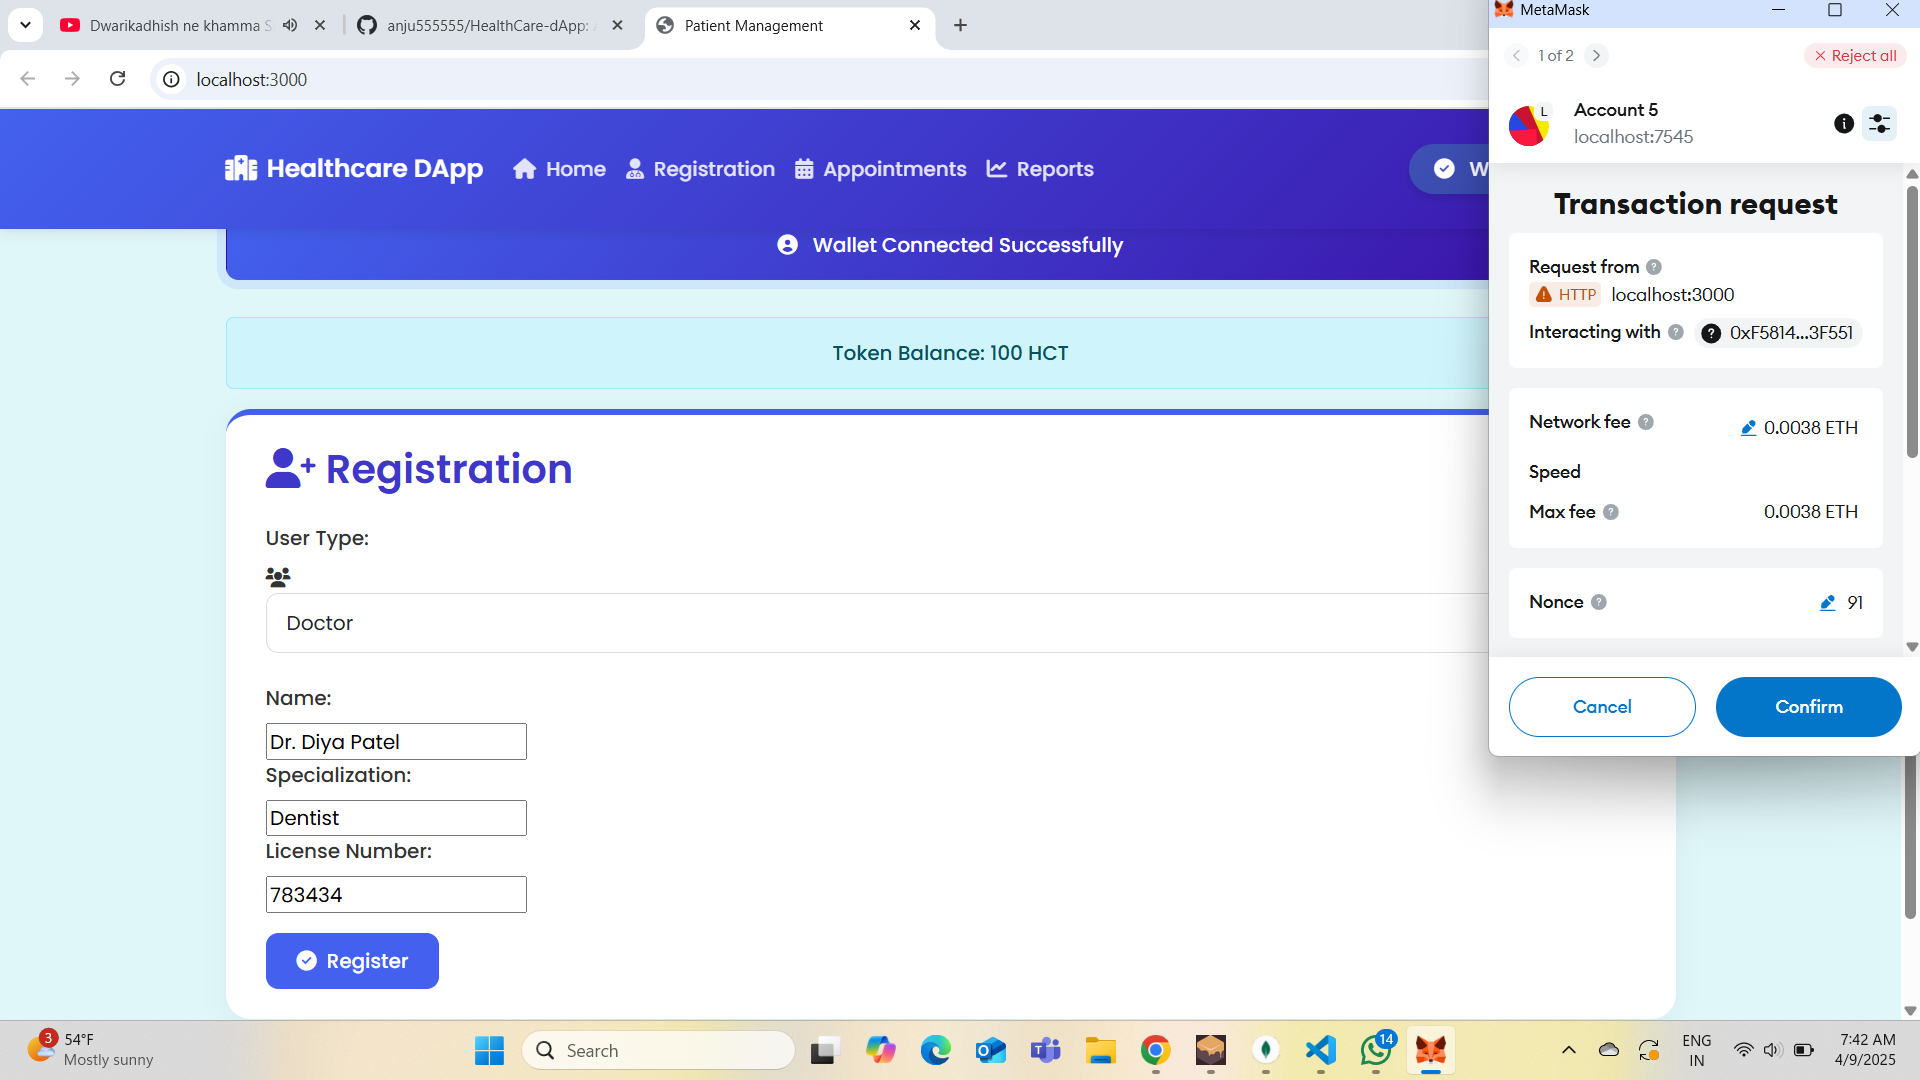 Dwarikadhish ne khamma S
anju555555/HealthCare-dApp: A
Patient Management
localhost:3000
Healthcare DApp
Home
Registration
Appointments
Reports
W
Wallet Connected Successfully
Token Balance: 100 HCT
Registration
User Type:
Doctor
Name:
Dr. Diya Patel
Specialization:
Dentist
License Number:
783434
Register
MetaMask
1 of 2
Reject all
L
Account 5
localhost:7545
Transaction request
Request from
HTTP localhost:3000
Interacting with 0xF5814...3F551
Network fee 0.0038 ETH
Speed
Max fee 0.0038 ETH
Nonce 91
Cancel
Confirm
3
54°F
Mostly sunny
Search
14
ENG
IN
7:42 AM
4/9/2025